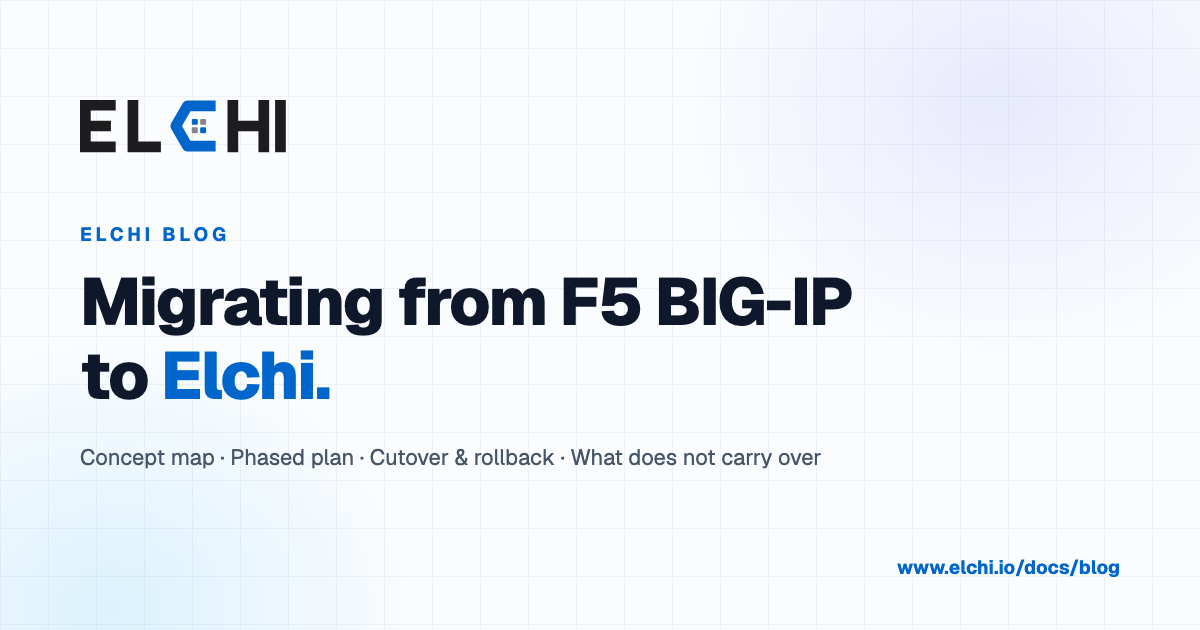 ELCHI
ELCHI BLOG
Migrating from F5 BIG-IP
to Elchi.
Concept map · Phased plan · Cutover & rollback · What does not carry over
www.elchi.io/docs/blog